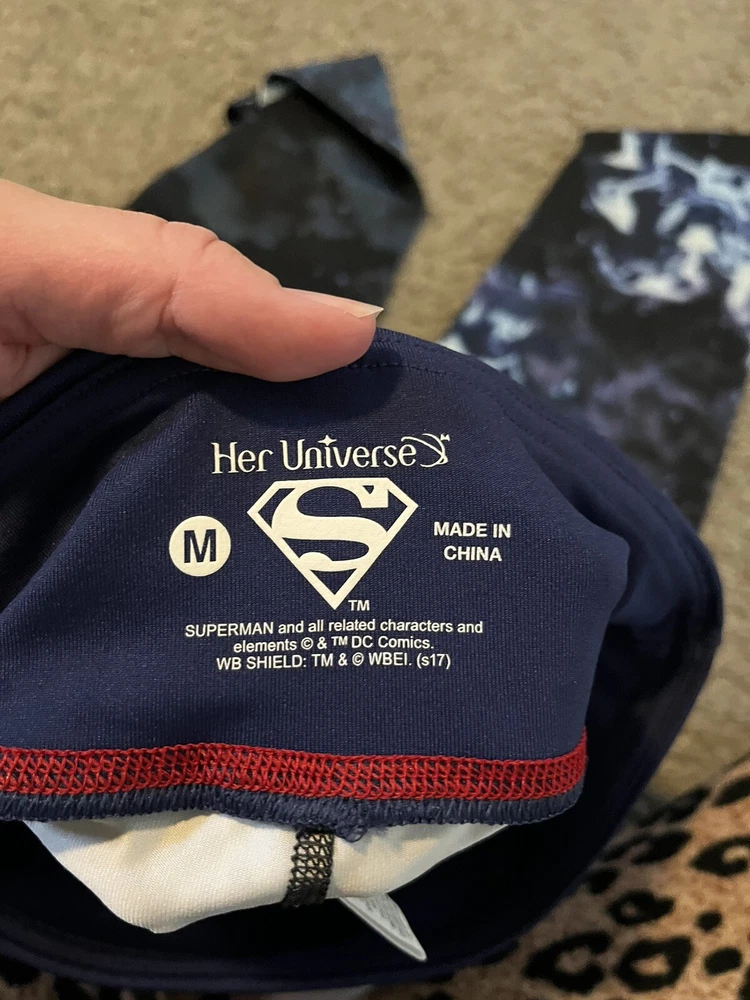 Her Universe
M
S
MADE IN
CHINA
TM
SUPERMAN and all related characters and
elements © & ™ DC Comics.
WB SHIELD: TM & © WBEI. (s17)